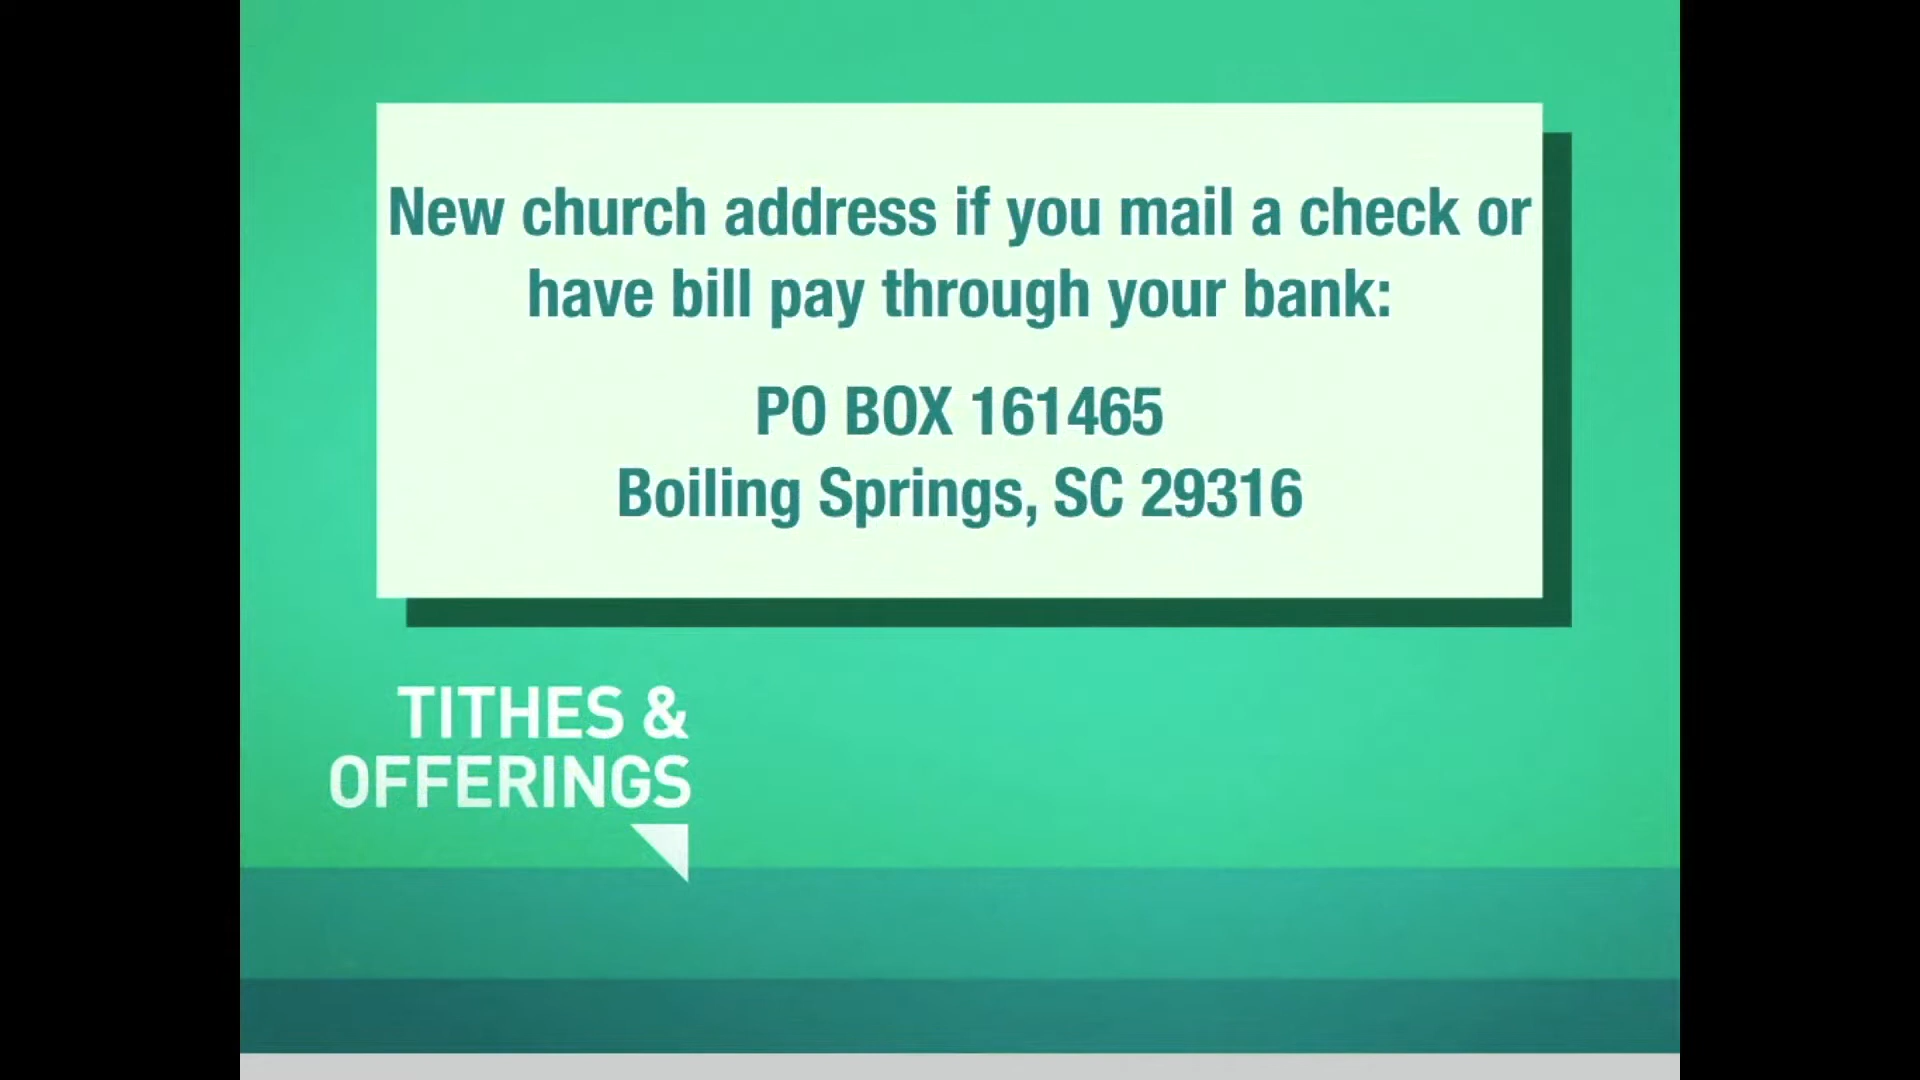 New church address if you mail a check or
have bill pay through your bank:
PO BOX 161465
Boiling Springs, SC 29316
TITHES &
OFFERINGS